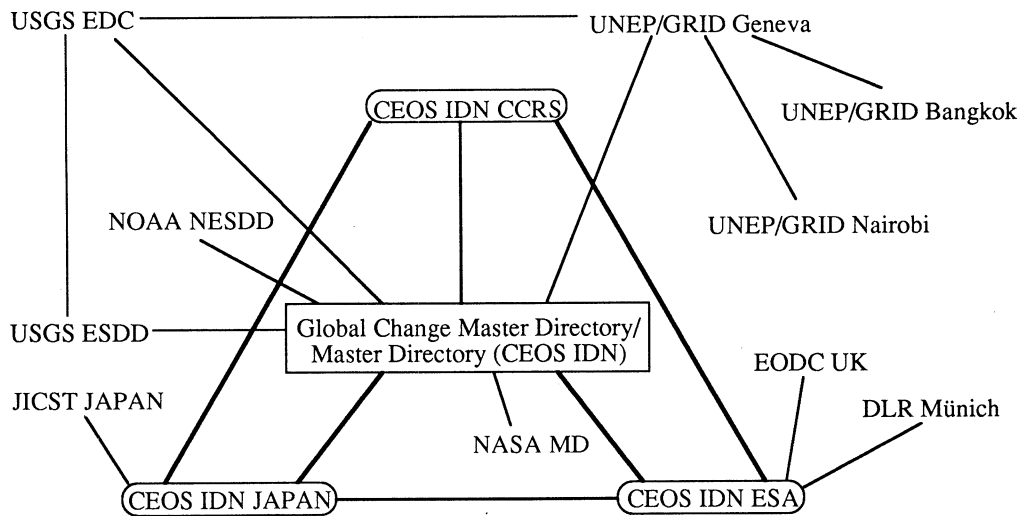 USGS EDC
UNEP/GRID Geneva
CEOS IDN CCRS
UNEP/GRID Bangkok
NOAA NESDD
UNEP/GRID Nairobi
USGS ESDD
Global Change Master Directory/
Master Directory (CEOS IDN)
EODC UK
JICST JAPAN
DLR Münich
NASA MD
CEOS IDN JAPAN
CEOS IDN ESA